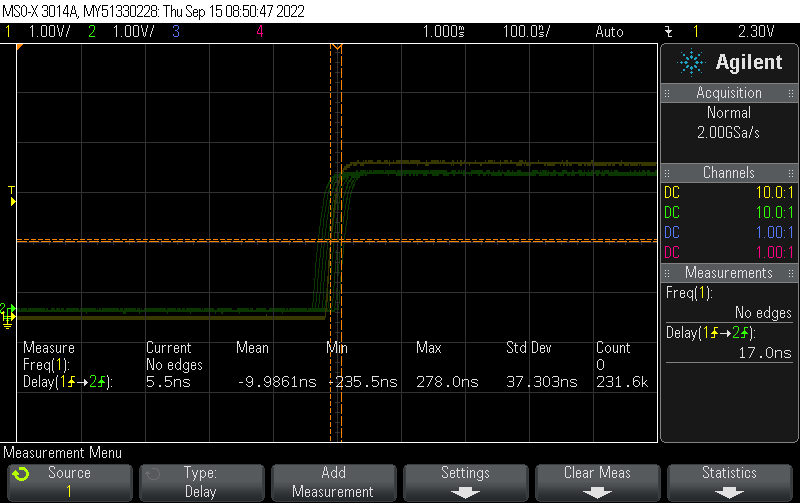 MSO-X 3014A, MY51330228: Thu Sep 15 08:50:47 2022
1 1.00V/ 2 1.00V/ 3 4 1.000s 100.0s/ Auto 1 2.30V
Agilent
Acquisition
Normal
2.00GSa/s
Channels
DC 10.0:1
DC 10.0:1
DC 1.00:1
DC 1.00:1
Measurements
Freq(1):
No edges
Delay(1→2):
17.0ns
T
2
1
Measure Current Mean Min Max Std Dev Count
Freq(1): No edges 0
Delay(1→2): 5.5ns -9.9861ns -235.5ns 278.0ns 37.303ns 231.6k
Measurement Menu
Source
1
Type:
Delay
Add
Measurement
Settings
Clear Meas
Statistics